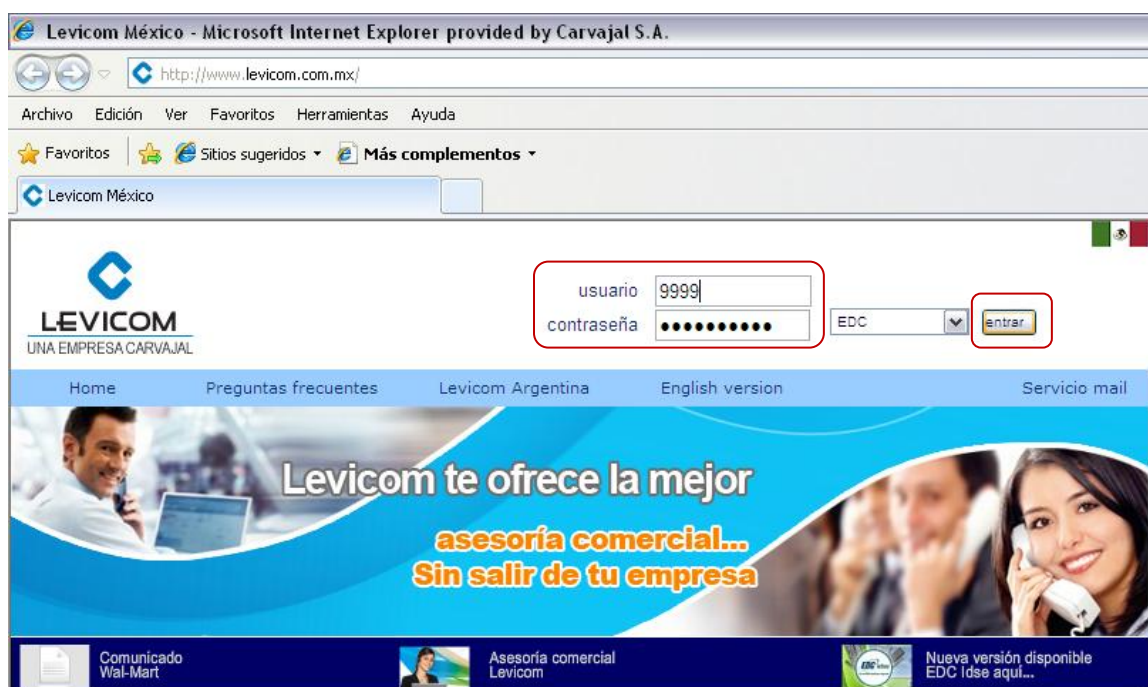 Levicom México - Microsoft Internet Explorer provided by Carvajal S.A.
http://www.levicom.com.mx/
Archivo Edición Ver Favoritos Herramientas Ayuda
Favoritos Sitios sugeridos Más complementos
Levicom México
usuario 9999
contraseña ●●●●●●●●●● EDC entrar
LEVICOM
UNA EMPRESA CARVAJAL
Home Preguntas frecuentes Levicom Argentina English version Servicio mail
Levicom te ofrece la mejor
asesoría comercial...
Sin salir de tu empresa
Comunicado
Wal-Mart
Asesoría comercial
Levicom
EDC
Nueva versión disponible
EDC Idse aquí...